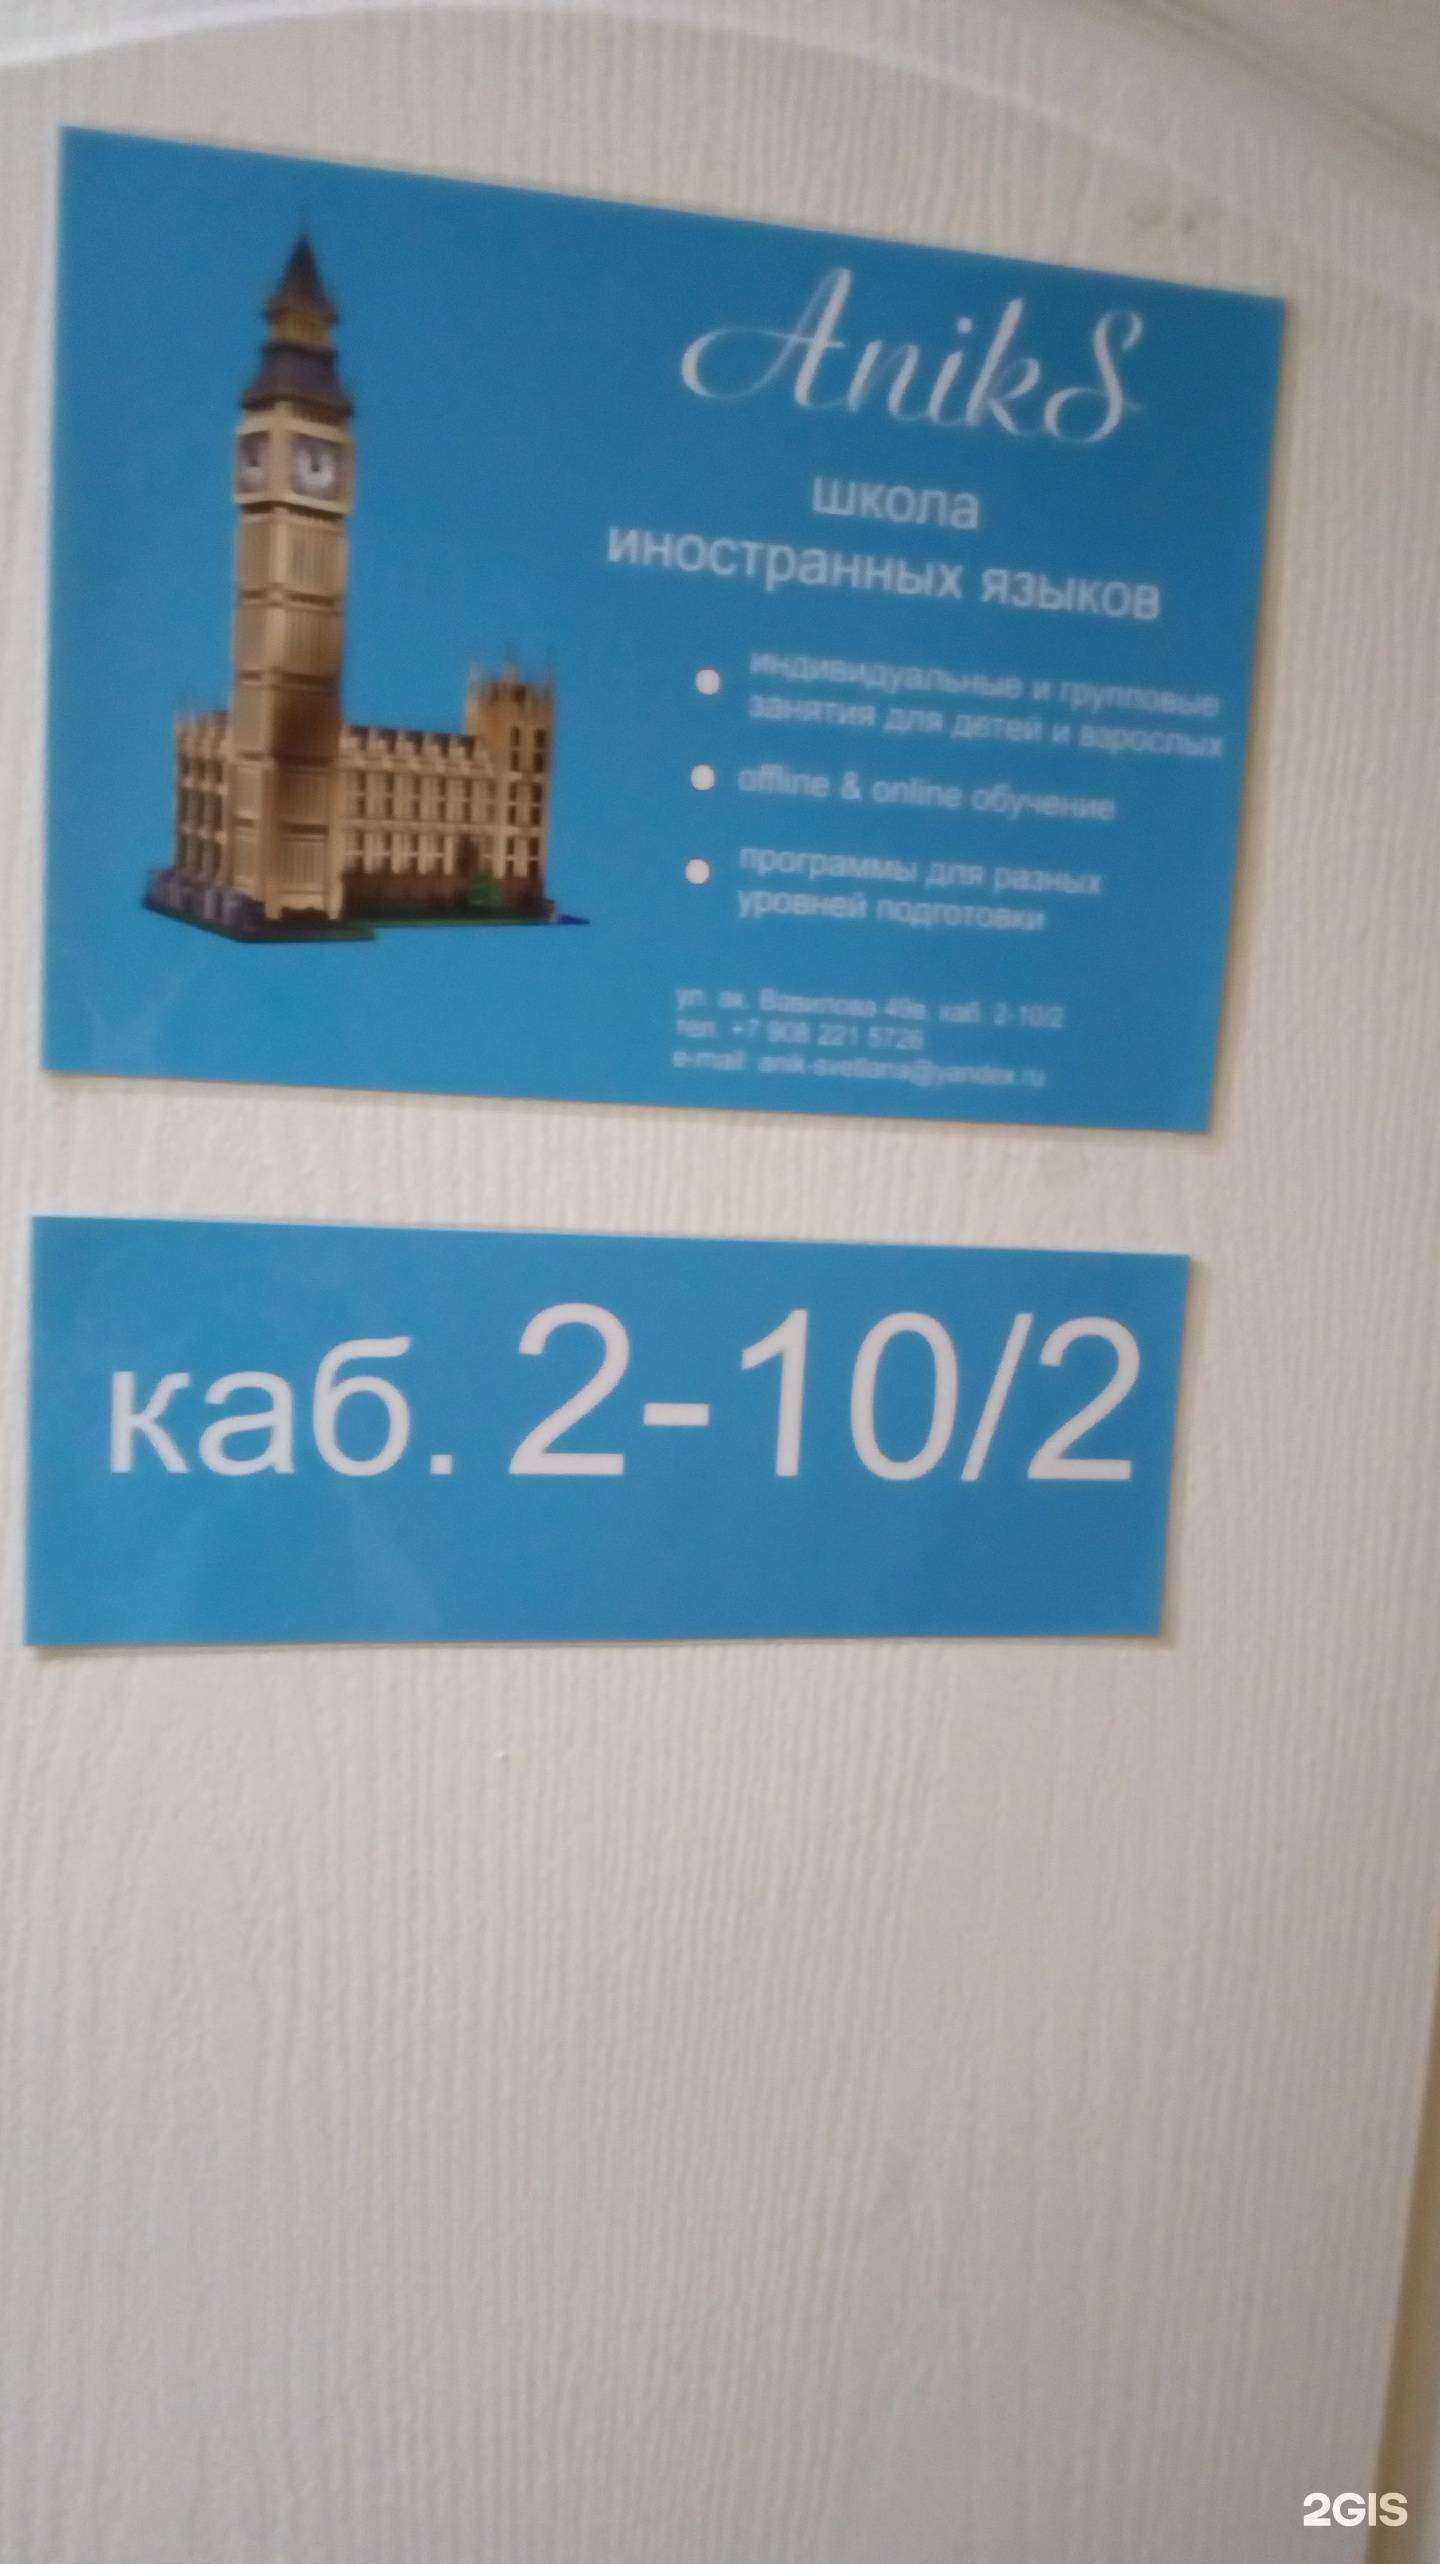 AnikS
школа
иностранных языков
индивидуальные и групповые
занятия для детей и взрослых
offline & online обучение
программы для разных
уровней подготовки
ул. ак. Вавилова 49в, каб. 2-10/2
тел. +7 908 221 5726
e-mail: anik-svetlana@yandex.ru
каб. 2-10/2
2GIS